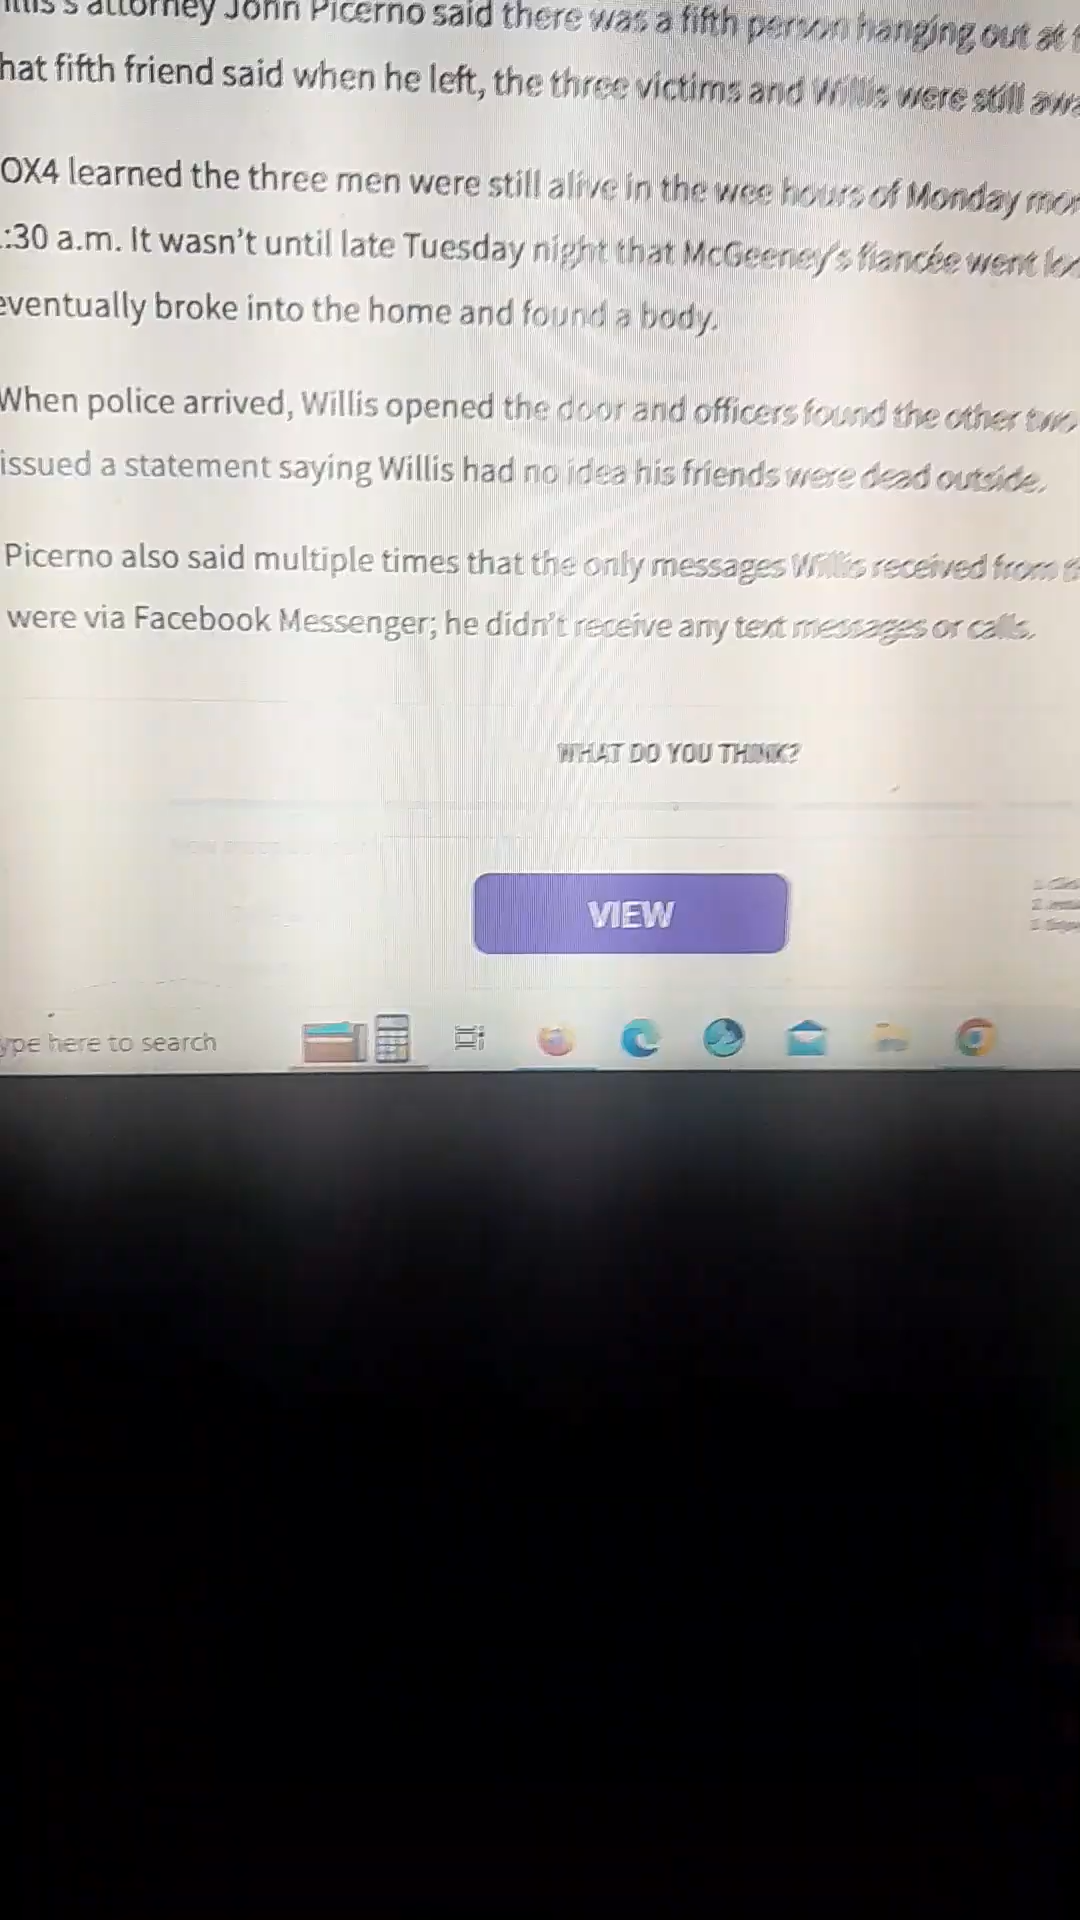 illis's attorney John Picerno said there was a fifth person hanging out at t
hat fifth friend said when he left, the three victims and Willis were still awa
OX4 learned the three men were still alive in the wee hours of Monday mor
:30 a.m. It wasn't until late Tuesday night that McGeeney's fiancée went loo
eventually broke into the home and found a body.
When police arrived, Willis opened the door and officers found the other two
issued a statement saying Willis had no idea his friends were dead outside.
Picerno also said multiple times that the only messages Willis received from t
were via Facebook Messenger; he didn't receive any text messages or calls.
WHAT DO YOU THINK?
VIEW
ype here to search